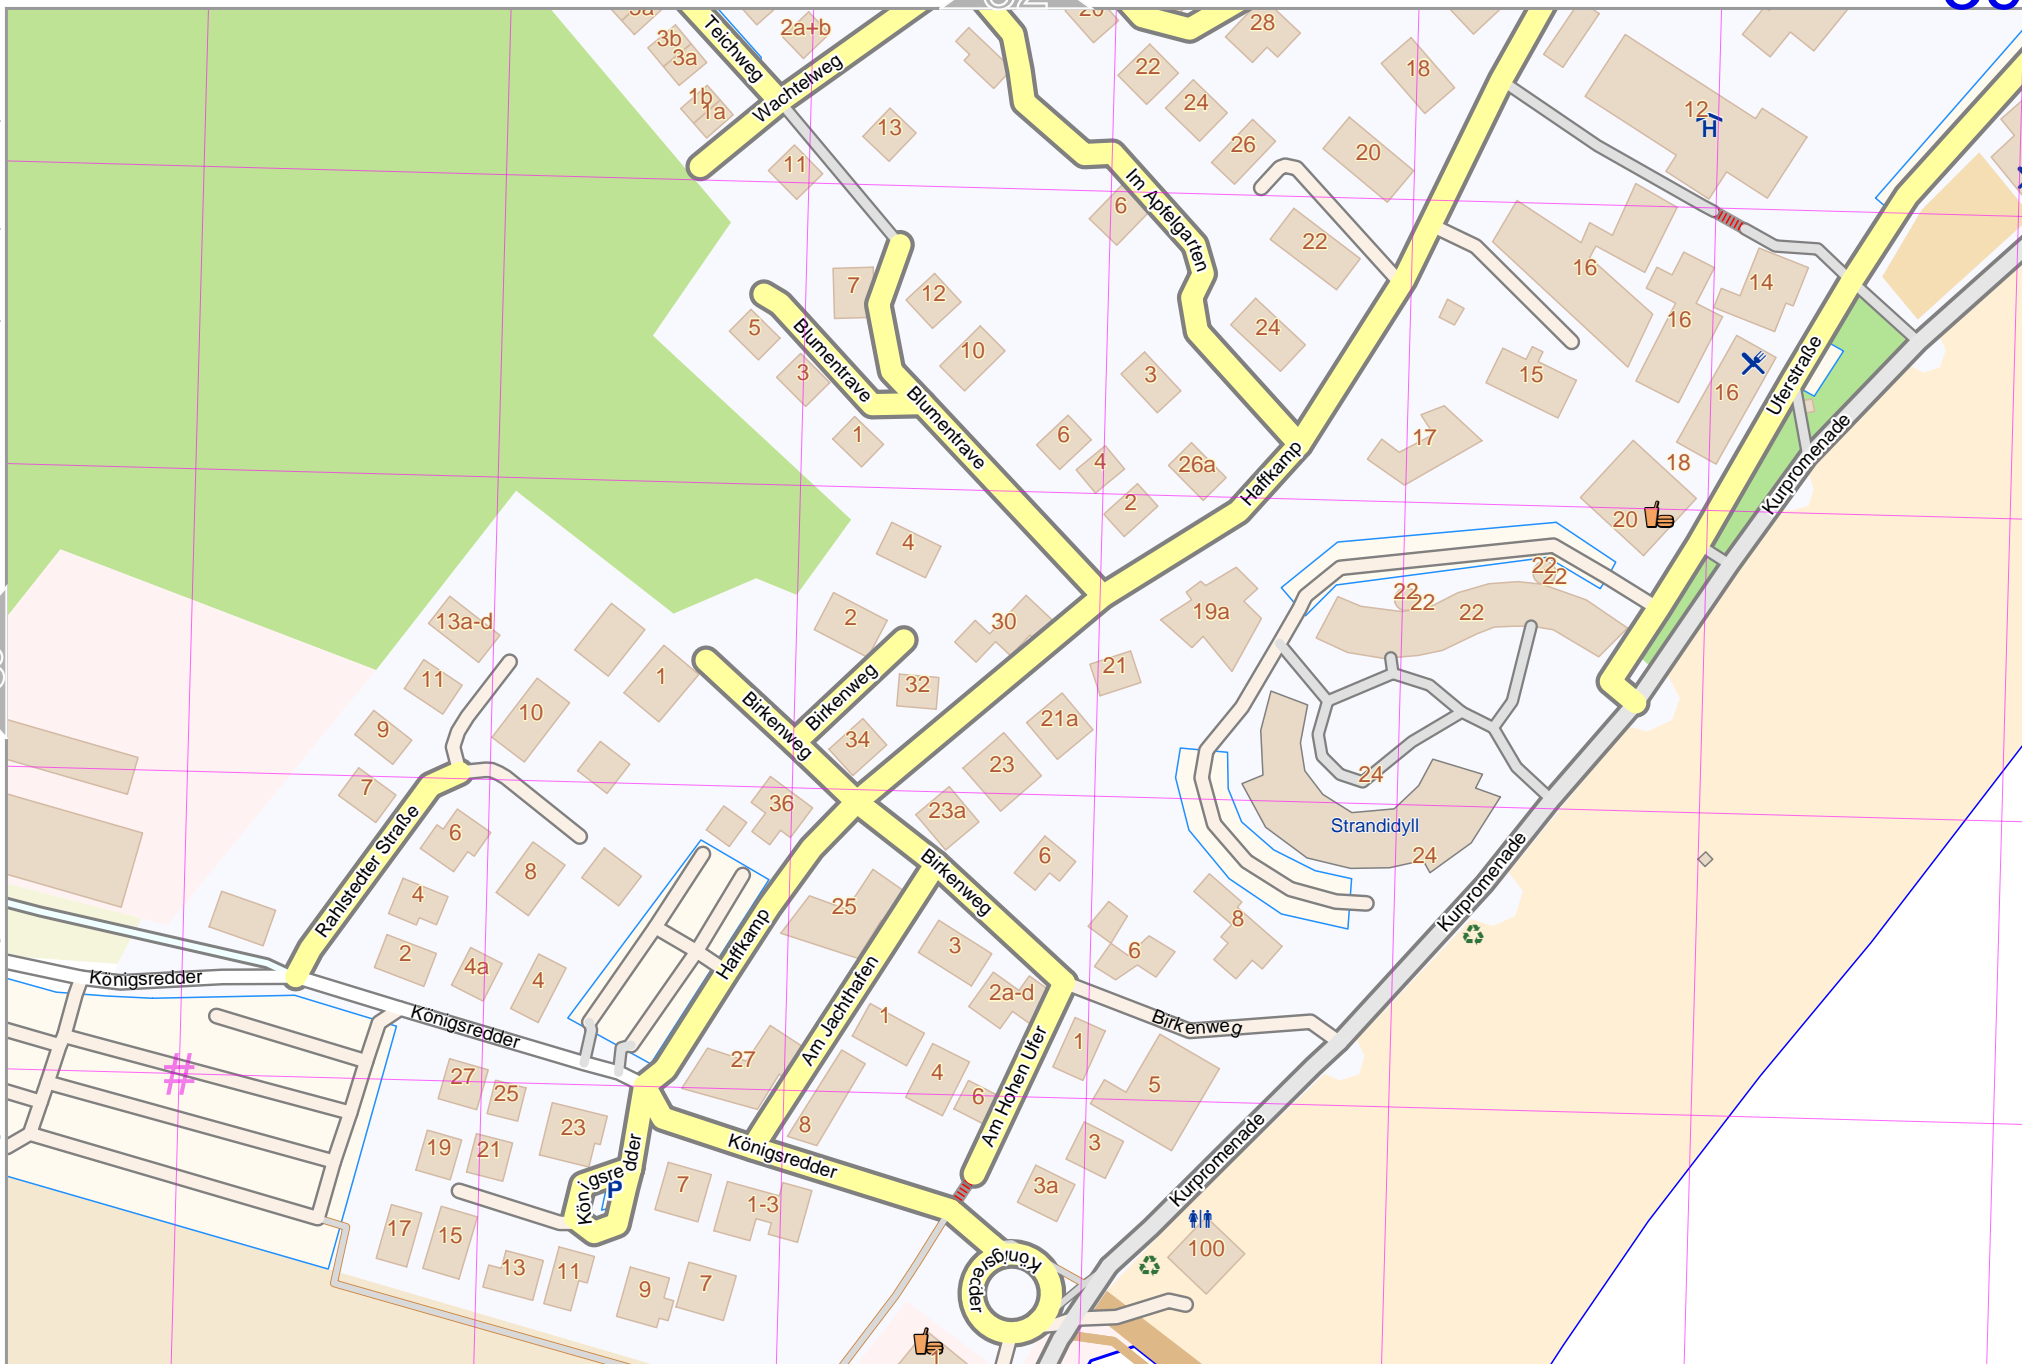 3b
3a
2a+b
28
Teichweg
22
18
1b
1a
Wachtelweg
24
12
H
13
26
20
11
Im Apfelgarten
6
22
16
14
7
12
5
Blumentrave
10
24
16
3
3
15
Uferstraße
16
Blumentrave
1
6
4
26a
17
Haffkamp
18
Kurpromenade
2
20
4
22
22
22
22
22
2
30
19a
13a-d
11
1
32
21
10
Birkenweg
Birkenweg
9
34
21a
23
24
7
36
23a
Strandidyll
6
Rahlstedter Straße
8
6
24
Birkenweg
Kurpromenade
4
25
8
Haffkamp
3
6
2
4a
4
Königsredder
2a-d
Am Jachthafen
1
Königsredder
Birkenweg
1
27
Am Hohen Ufer
#
27
25
4
6
5
23
8
19
21
Königsredder
3
Kurpromenade
Königsredder
P
7
1-3
3a
17
15
100
13
11
9
7
Königsredder
1